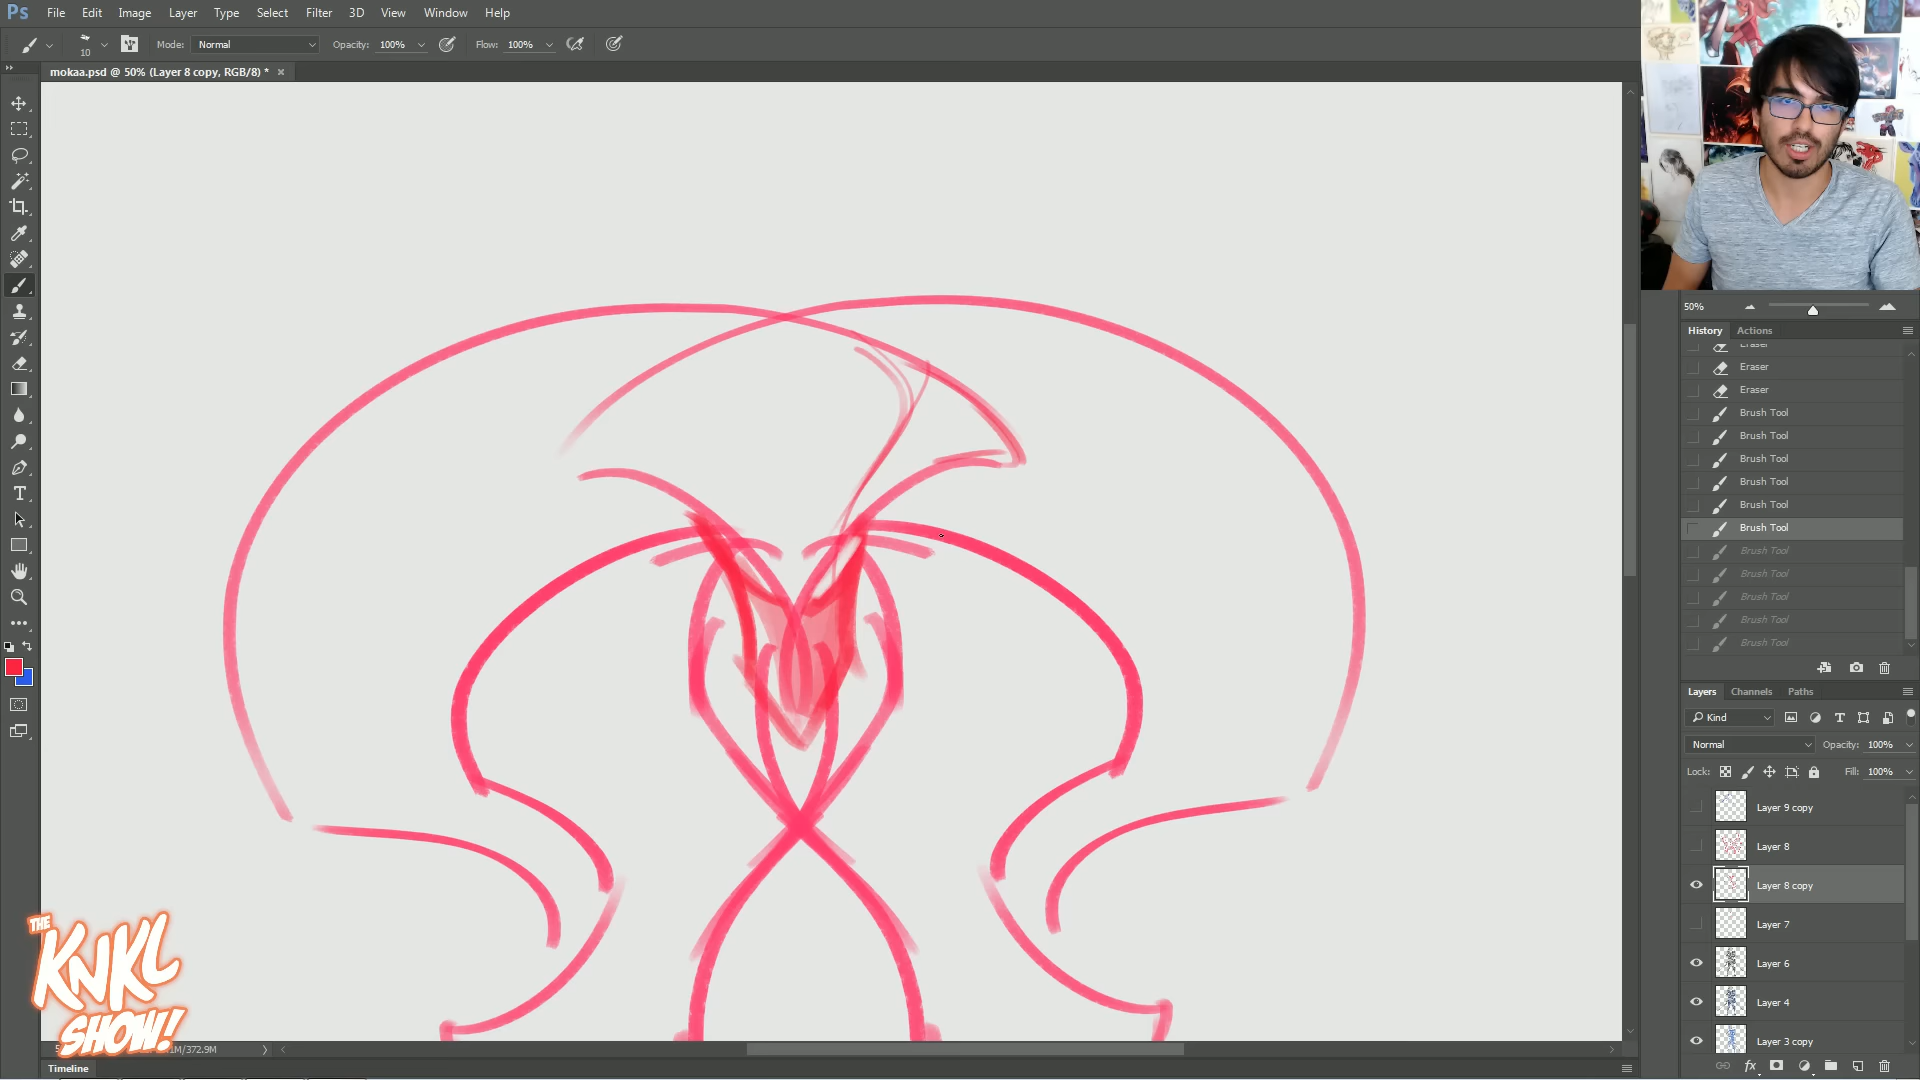 Ps File Edit Image Layer Type Select Filter 3D View Window Help
10 Mode: Normal Opacity: 100% Flow: 100%
mokaa.psd @ 50% (Layer 8 copy, RGB/8) *
50%
History Actions
Eraser
Eraser
Eraser
Brush Tool
Brush Tool
Brush Tool
Brush Tool
Brush Tool
Brush Tool
Brush Tool
Brush Tool
Brush Tool
Brush Tool
Brush Tool
Layers Channels Paths
Kind
Normal Opacity: 100%
Lock: Fill: 100%
Layer 9 copy
Layer 8
Layer 8 copy
Layer 7
Layer 6
Layer 4
Layer 3 copy
fx
THE
KNKL
SHOW!
M/372.9M
Timeline